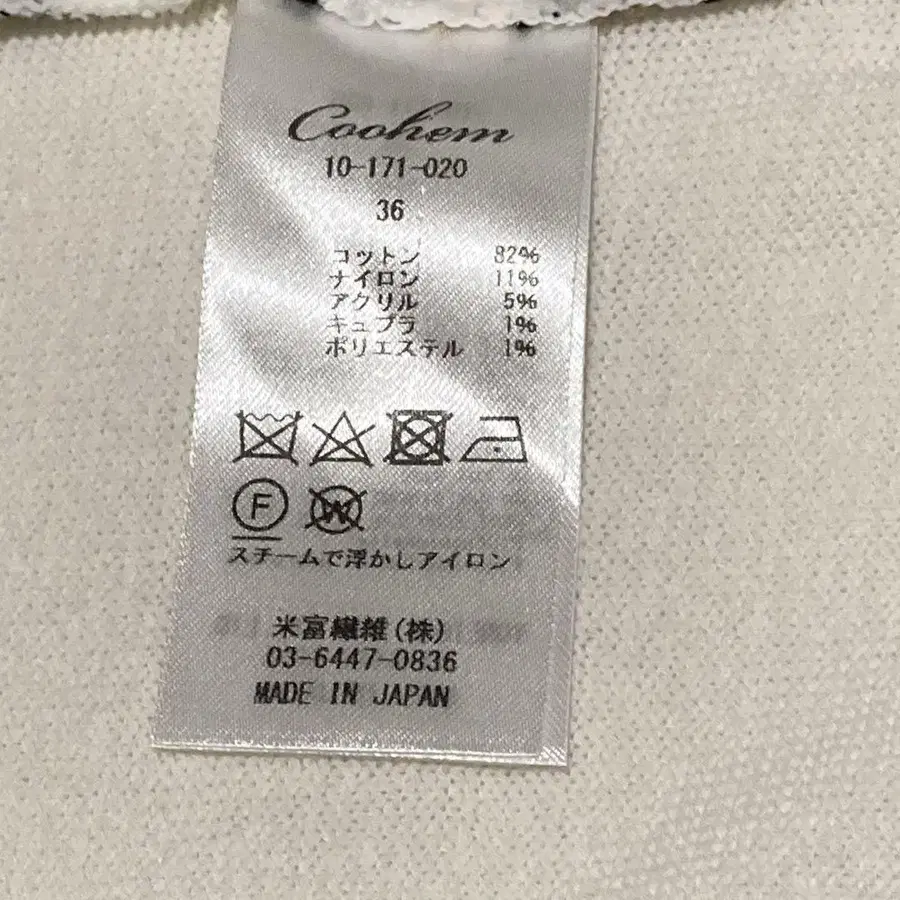 Coohem
10-171-020
36
コットン 82%
ナイロン 11%
アクリル 5%
キュプラ 1%
ポリエステル 1%
F W
スチームで浮かしアイロン
米富繊維(株)
03-6447-0836
MADE IN JAPAN